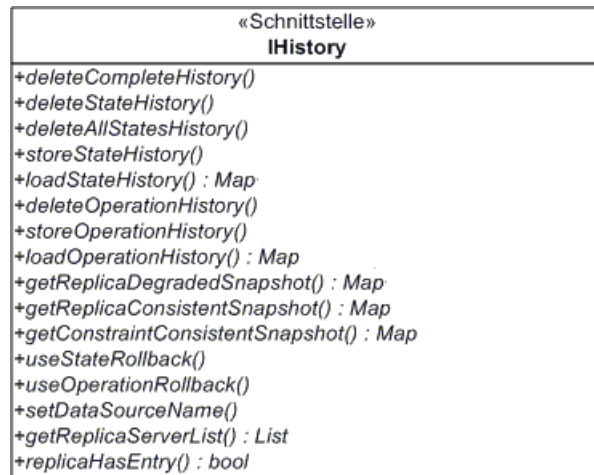 «Schnittstelle»
IHistory
+deleteCompleteHistory()
+deleteStateHistory()
+deleteAllStatesHistory()
+storeStateHistory()
+loadStateHistory() : Map
+deleteOperationHistory()
+storeOperationHistory()
+loadOperationHistory() : Map
+getReplicaDegradedSnapshot() : Map
+getReplicaConsistentSnapshot() : Map
+getConstraintConsistentSnapshot() : Map
+useStateRollback()
+useOperationRollback()
+setDataSourceName()
+getReplicaServerList() : List
+replicaHasEntry() : bool